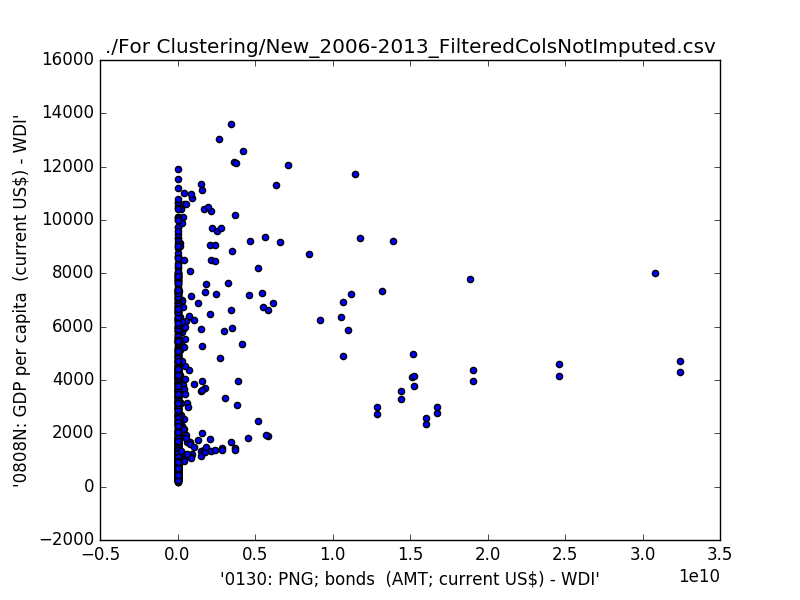 ./For Clustering/New_2006-2013_FilteredColsNotImputed.csv
16000
14000
12000
10000
8000
6000
4000
2000
0
−2000
'0808N: GDP per capita  (current US$) - WDI'
−0.5 0.0 0.5 1.0 1.5 2.0 2.5 3.0 3.5
1e10
'0130: PNG; bonds  (AMT; current US$) - WDI'